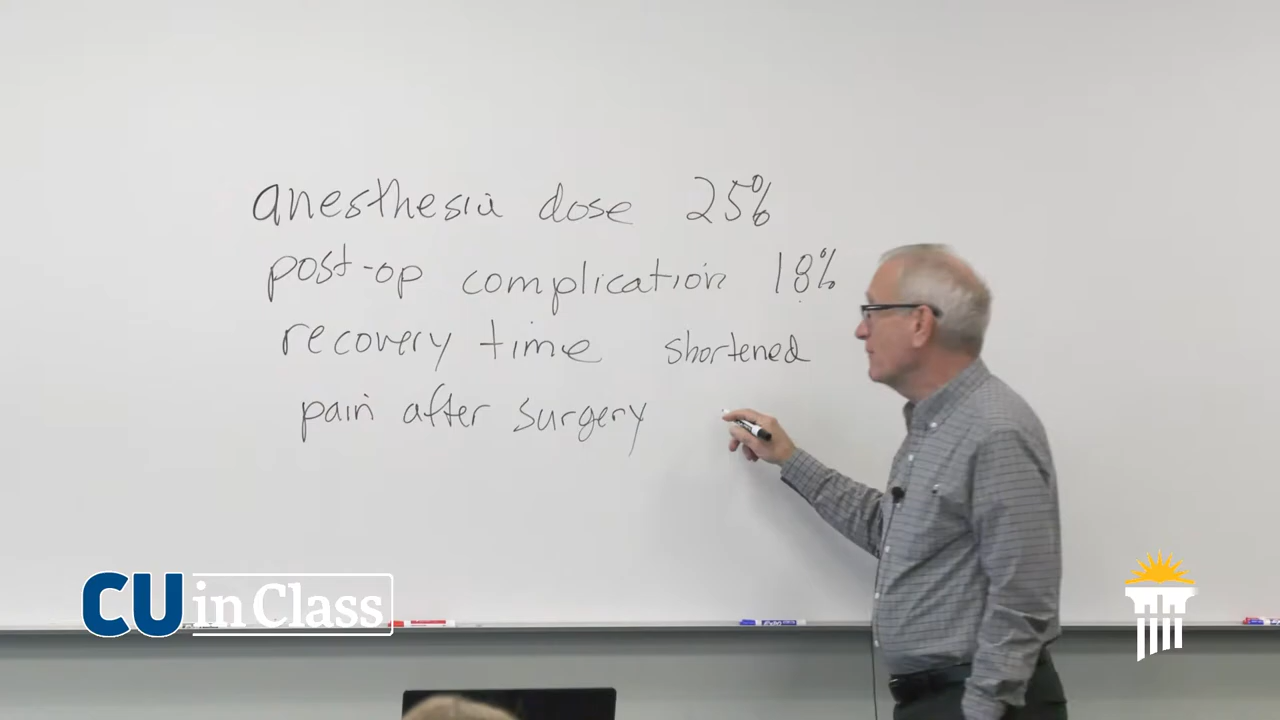 anesthesia dose 25%
post-op complication 18%
recovery time shortened
pain after surgery
CU in Class